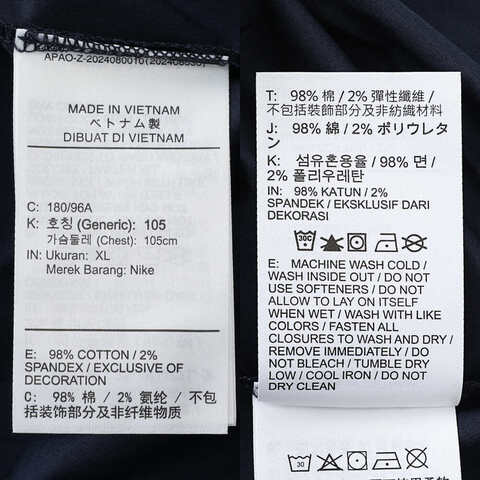 APAO-Z-2024080010
MADE IN VIETNAM
ベトナム製
DIBUAT DI VIETNAM
C: 180/96A
K: 호칭 (Generic): 105
가슴둘레 (Chest): 105cm
IN: Ukuran: XL
Merek Barang: Nike
E: 98% COTTON / 2%
SPANDEX / EXCLUSIVE OF
DECORATION
C: 98% 棉 / 2% 氨纶 / 不包
括装饰部分及非纤维物质
T: 98% 棉 / 2% 彈性纖維 /
不包括裝飾部分及非紡織材料
J: 98% 綿 / 2% ポリウレタ
ン
K: 섬유혼용율 / 98% 면 /
2% 폴리우레탄
IN: 98% KATUN / 2%
SPANDEX / EKSKLUSIF DARI
DEKORASI
30C
E: MACHINE WASH COLD /
WASH INSIDE OUT / DO NOT
USE SOFTENERS / DO NOT
ALLOW TO LAY ON ITSELF
WHEN WET / WASH WITH LIKE
COLORS / FASTEN ALL
CLOSURES TO WASH AND DRY /
REMOVE IMMEDIATELY / DO
NOT BLEACH / TUMBLE DRY
LOW / COOL IRON / DO NOT
DRY CLEAN
30